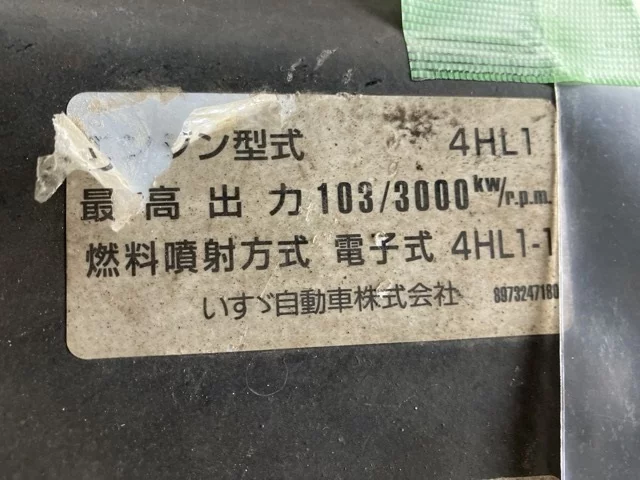 ン型式 4HL1
最高出力 103/3000 kw/r.p.m.
燃料噴射方式 電子式 4HL1-1
いすゞ自動車株式会社 8973247180